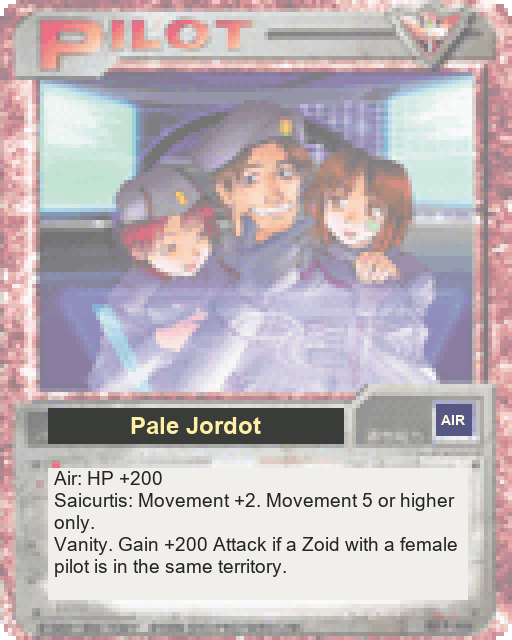 PILOT
Pale Jordot
AIR
Air: HP +200
Saicurtis: Movement +2. Movement 5 or higher
only.
Vanity. Gain +200 Attack if a Zoid with a female
pilot is in the same territory.